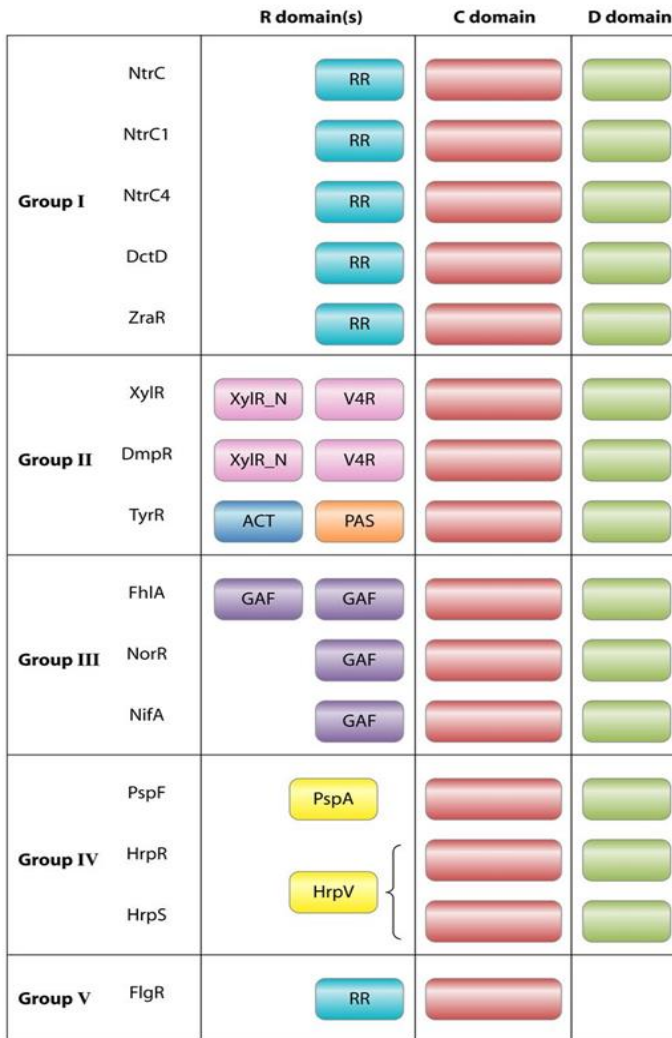 R domain(s) C domain D domain
NtrC RR
NtrC1 RR
Group I NtrC4 RR
DctD RR
ZraR RR
XylR XylR_N V4R
Group II DmpR XylR_N V4R
TyrR ACT PAS
FhlA GAF GAF
Group III NorR GAF
NifA GAF
PspF PspA
Group IV HrpR
HrpV
HrpS
Group V FlgR RR